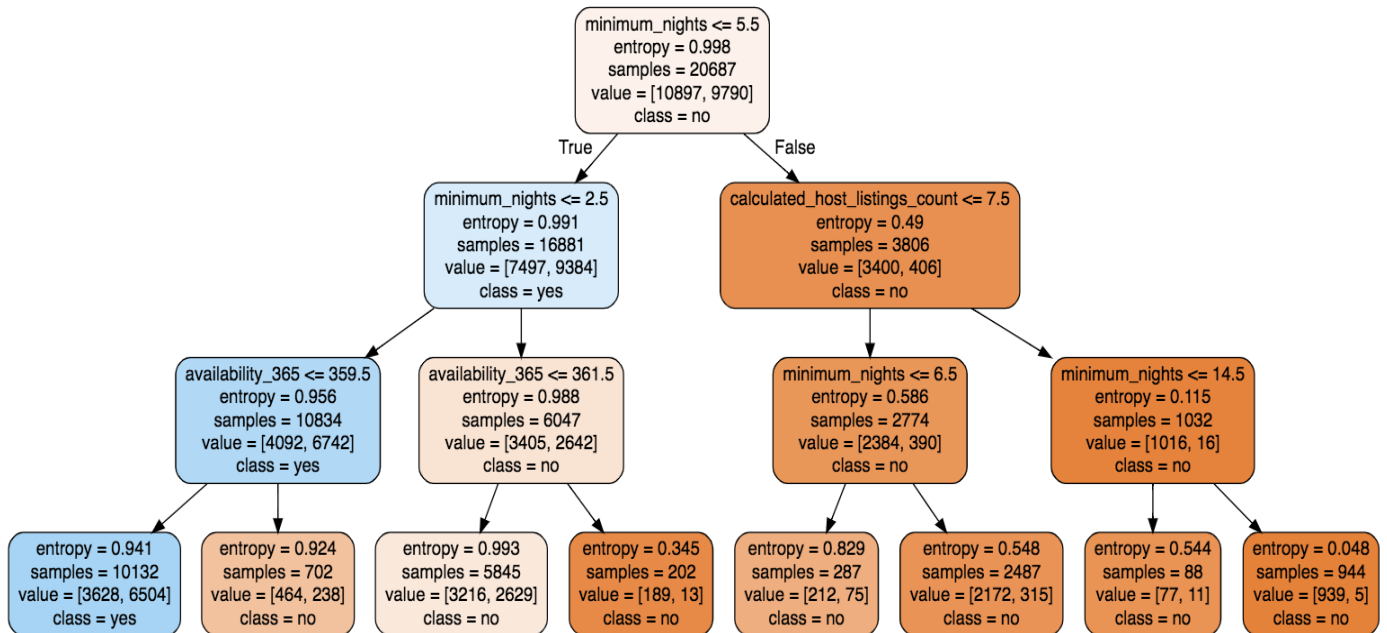 minimum_nights <= 5.5
entropy = 0.998
samples = 20687
value = [10897, 9790]
class = no
True
False
minimum_nights <= 2.5
entropy = 0.991
samples = 16881
value = [7497, 9384]
class = yes
calculated_host_listings_count <= 7.5
entropy = 0.49
samples = 3806
value = [3400, 406]
class = no
availability_365 <= 359.5
entropy = 0.956
samples = 10834
value = [4092, 6742]
class = yes
availability_365 <= 361.5
entropy = 0.988
samples = 6047
value = [3405, 2642]
class = no
minimum_nights <= 6.5
entropy = 0.586
samples = 2774
value = [2384, 390]
class = no
minimum_nights <= 14.5
entropy = 0.115
samples = 1032
value = [1016, 16]
class = no
entropy = 0.941
samples = 10132
value = [3628, 6504]
class = yes
entropy = 0.924
samples = 702
value = [464, 238]
class = no
entropy = 0.993
samples = 5845
value = [3216, 2629]
class = no
entropy = 0.345
samples = 202
value = [189, 13]
class = no
entropy = 0.829
samples = 287
value = [212, 75]
class = no
entropy = 0.548
samples = 2487
value = [2172, 315]
class = no
entropy = 0.544
samples = 88
value = [77, 11]
class = no
entropy = 0.048
samples = 944
value = [939, 5]
class = no